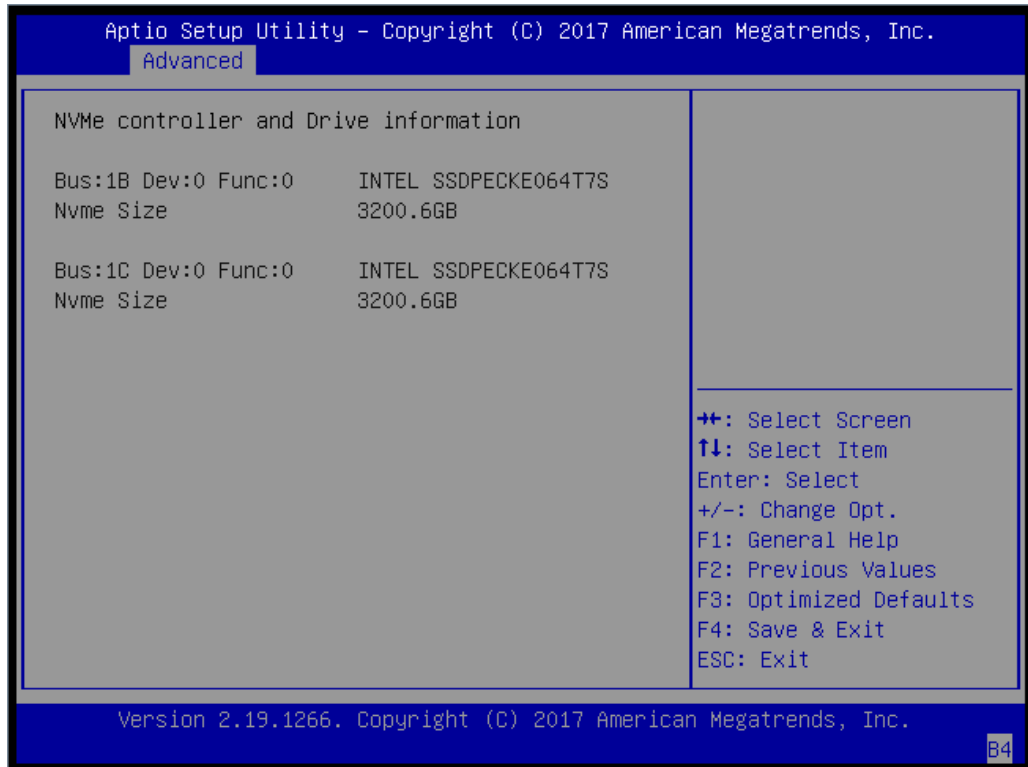 Aptio Setup Utility – Copyright (C) 2017 American Megatrends, Inc.
Advanced
NVMe controller and Drive information
Bus:1B Dev:0 Func:0 INTEL SSDPECKE064T7S
Nvme Size 3200.6GB
Bus:1C Dev:0 Func:0 INTEL SSDPECKE064T7S
Nvme Size 3200.6GB
→←: Select Screen
↑↓: Select Item
Enter: Select
+/-: Change Opt.
F1: General Help
F2: Previous Values
F3: Optimized Defaults
F4: Save & Exit
ESC: Exit
Version 2.19.1266. Copyright (C) 2017 American Megatrends, Inc.
B4